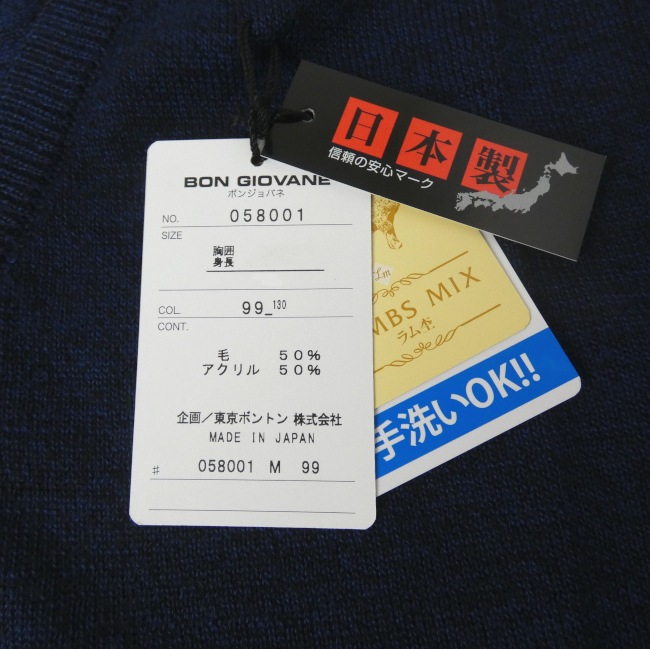 日本製
信頼の安心マーク
BON GIOVANE
ボンジョバネ
NO. 058001
SIZE
胸囲
身長
COL. 99_130
CONT.
毛 50%
アクリル 50%
企画/東京ボントン 株式会社
MADE IN JAPAN
# 058001 M 99
Lm
MBS MIX
ラム杢
手洗いOK!!